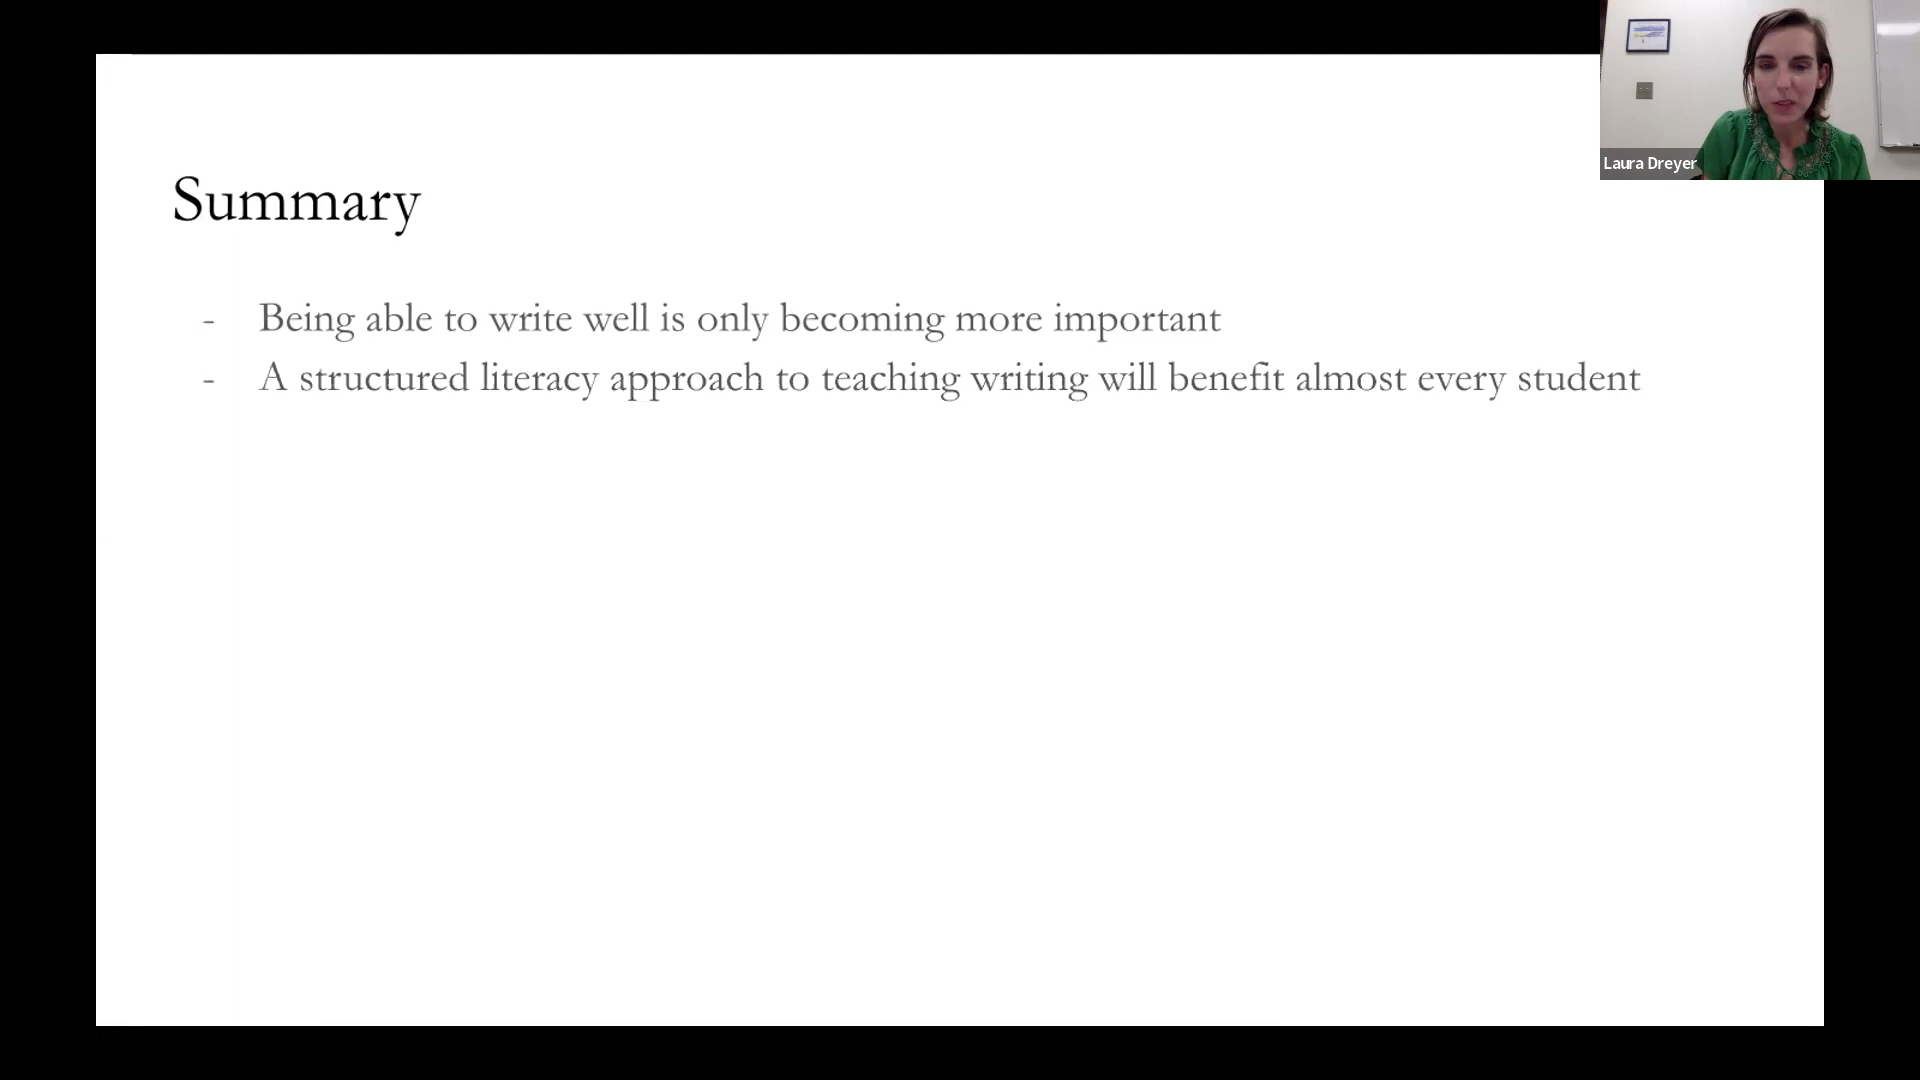 Laura Dreyer
Summary
- Being able to write well is only becoming more important
- A structured literacy approach to teaching writing will benefit almost every student